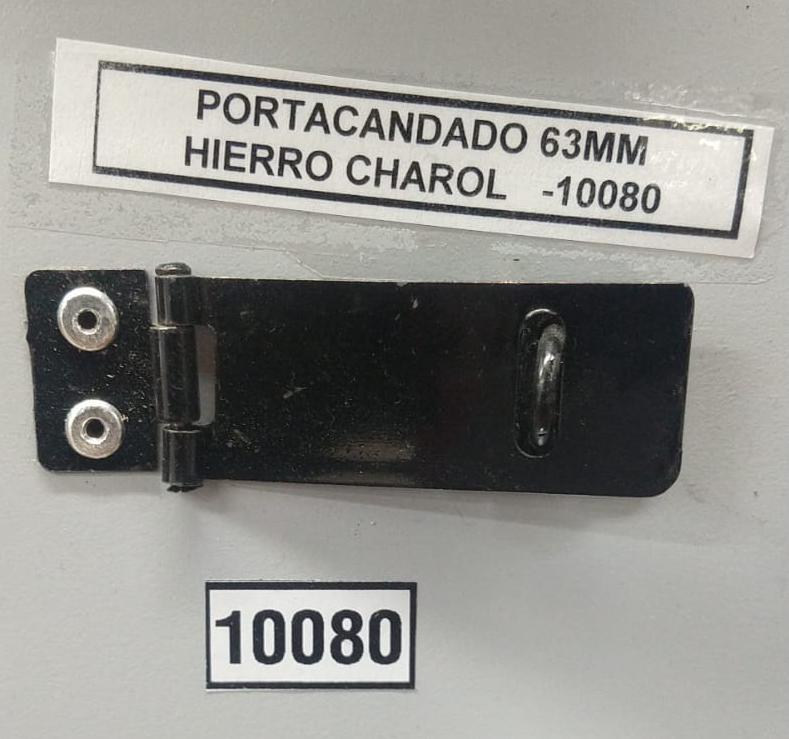 PORTACANDADO 63MM
HIERRO CHAROL -10080
10080